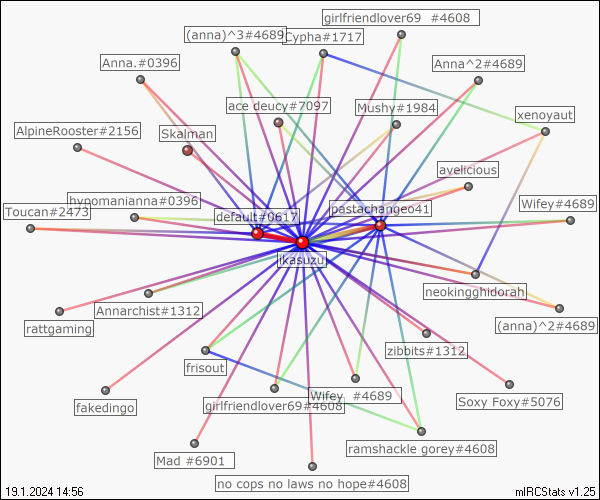 girlfriendlover69 #4608
(anna)^3#4689
Cypha#1717
Anna.#0396
Anna^2#4689
ace deucy#7097
Mushy#1984
xenoyaut
AlpineRooster#2156
Skalman
avelicious
hypomanianna#0396
Wifey#4689
Toucan#2473
default#0617
pastachange041
ikasuzu
neokingghidorah
Annarchist#1312
(anna)^2#4689
rattgaming
zibbits#1312
frisout
Wifey #4689
Soxy Foxy#5076
fakedingo
girlfriendlover69#4608
ramshackle gorey#4608
Mad #6901
no cops no laws no hope#4608
19.1.2024 14:56
mIRCStats v1.25